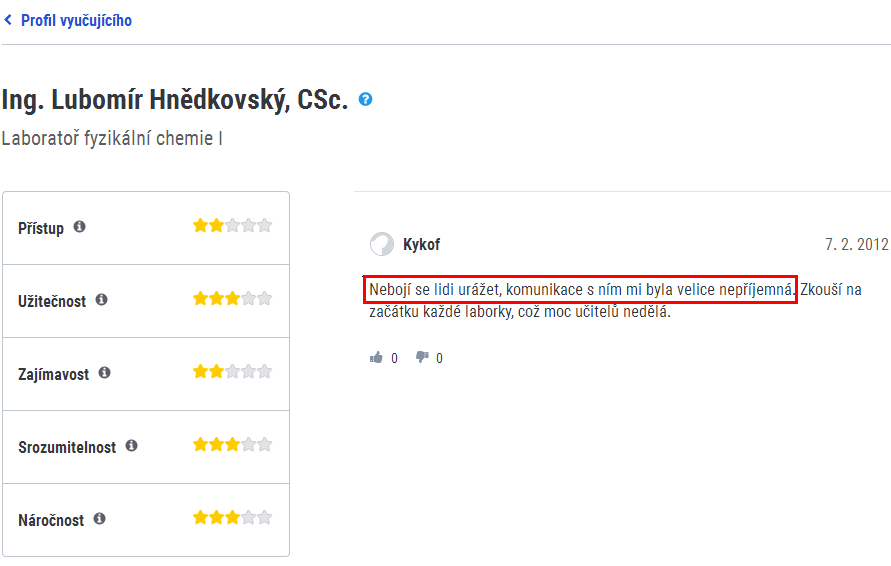 Profil vyučujícího
Ing. Lubomír Hnědkovský, CSc.
Laboratoř fyzikální chemie I
Přístup
Užitečnost
Zajímavost
Srozumitelnost
Náročnost
Kykof 7. 2. 2012
Nebojí se lidi urážet, komunikace s ním mi byla velice nepříjemná. Zkouší na
začátku každé laborky, což moc učitelů nedělá.
0 0